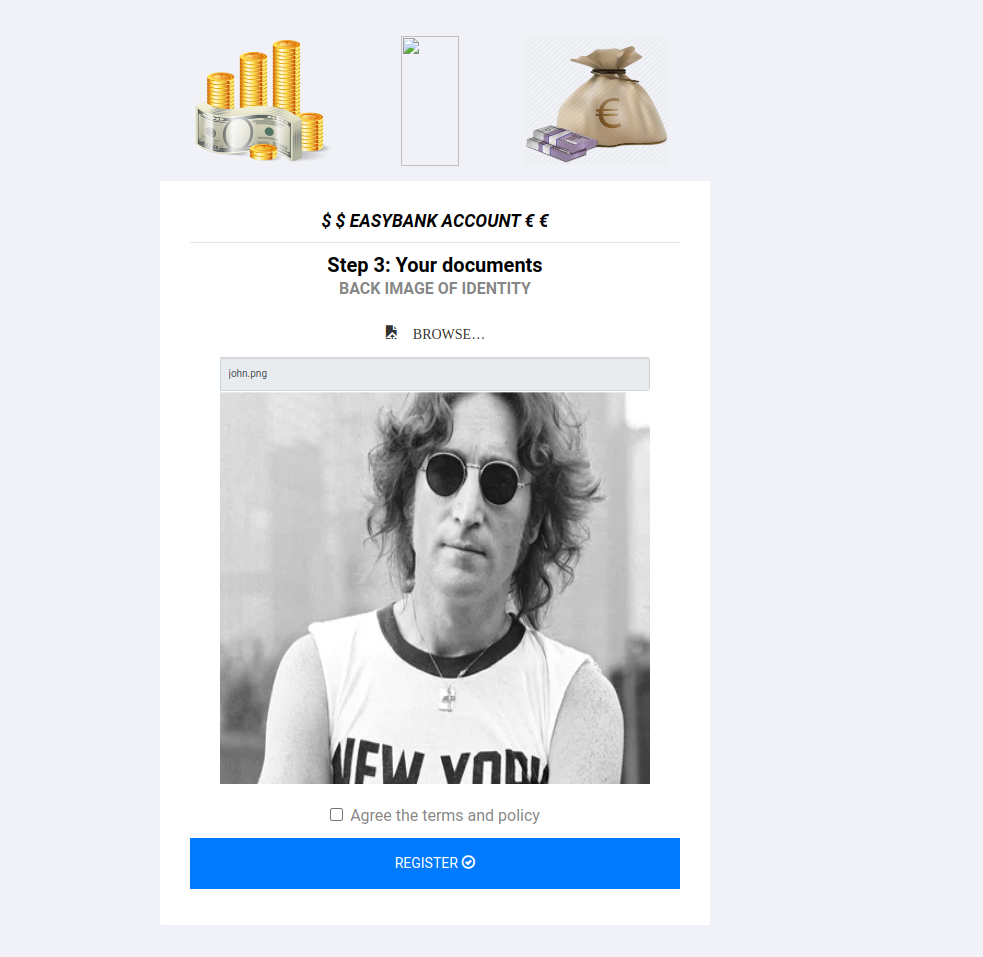 $ $ EASYBANK ACCOUNT € €
Step 3: Your documents
BACK IMAGE OF IDENTITY
BROWSE…
john.png
NEW YORK
Agree the terms and policy
REGISTER